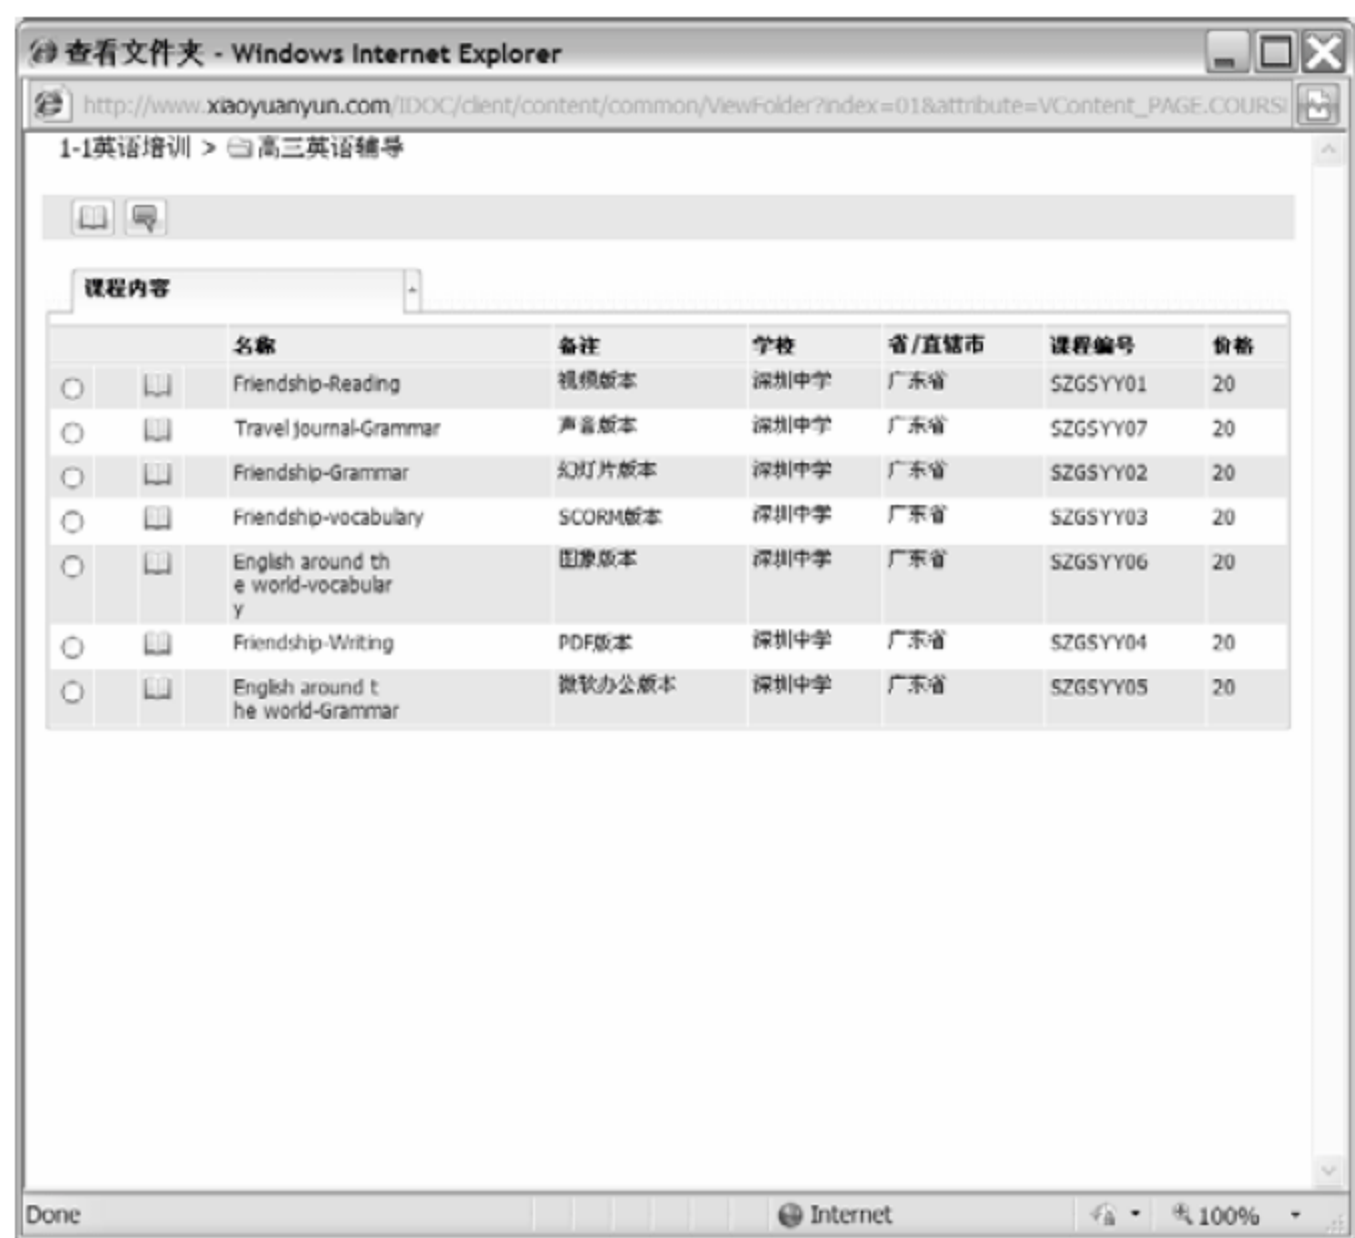 查看文件夹 - Windows Internet Explorer
http://www.xiaoyuanyun.com/IDOC/client/content/common/ViewFolder?index=01&attribute=VContent_PAGE.COURS
1-1英语培训 > 高三英语辅导
课程内容
名称 备注 学校 省/直辖市 课程编号 价格
Friendship-Reading 视频版本 深圳中学 广东省 SZGSYY01 20
Travel journal-Grammar 声音版本 深圳中学 广东省 SZGSYY07 20
Friendship-Grammar 幻灯片版本 深圳中学 广东省 SZGSYY02 20
Friendship-vocabulary SCORM版本 深圳中学 广东省 SZGSYY03 20
English around th 图象版本 深圳中学 广东省 SZGSYY06 20
e world-vocabular
y
Friendship-Writing PDF版本 深圳中学 广东省 SZGSYY04 20
English around t 微软办公版本 深圳中学 广东省 SZGSYY05 20
he world-Grammar
Done Internet 100%